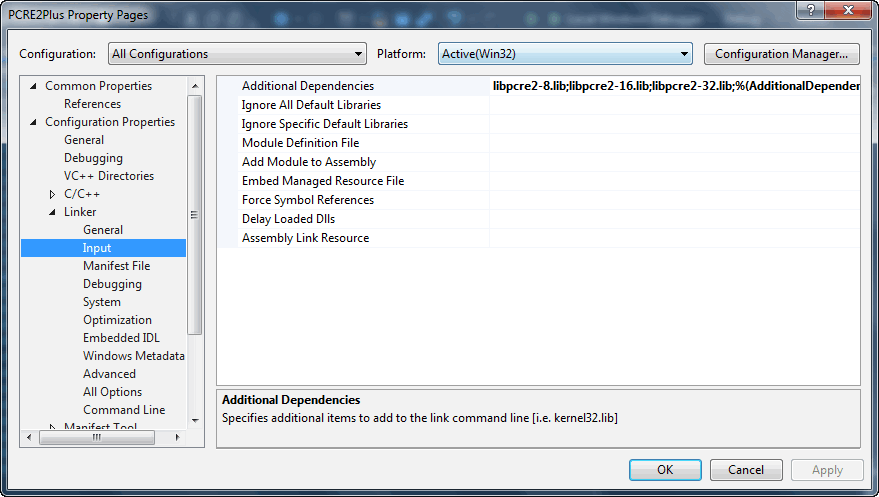 PCRE2Plus Property Pages
Configuration: All Configurations Platform: Active(Win32) Configuration Manager...
Common Properties
References
Configuration Properties
General
Debugging
VC++ Directories
C/C++
Linker
General
Input
Manifest File
Debugging
System
Optimization
Embedded IDL
Windows Metadata
Advanced
All Options
Command Line
Manifest Tool
Additional Dependencies libpcre2-8.lib;libpcre2-16.lib;libpcre2-32.lib;%(AdditionalDepender
Ignore All Default Libraries
Ignore Specific Default Libraries
Module Definition File
Add Module to Assembly
Embed Managed Resource File
Force Symbol References
Delay Loaded Dlls
Assembly Link Resource
Additional Dependencies
Specifies additional items to add to the link command line [i.e. kernel32.lib]
OK Cancel Apply